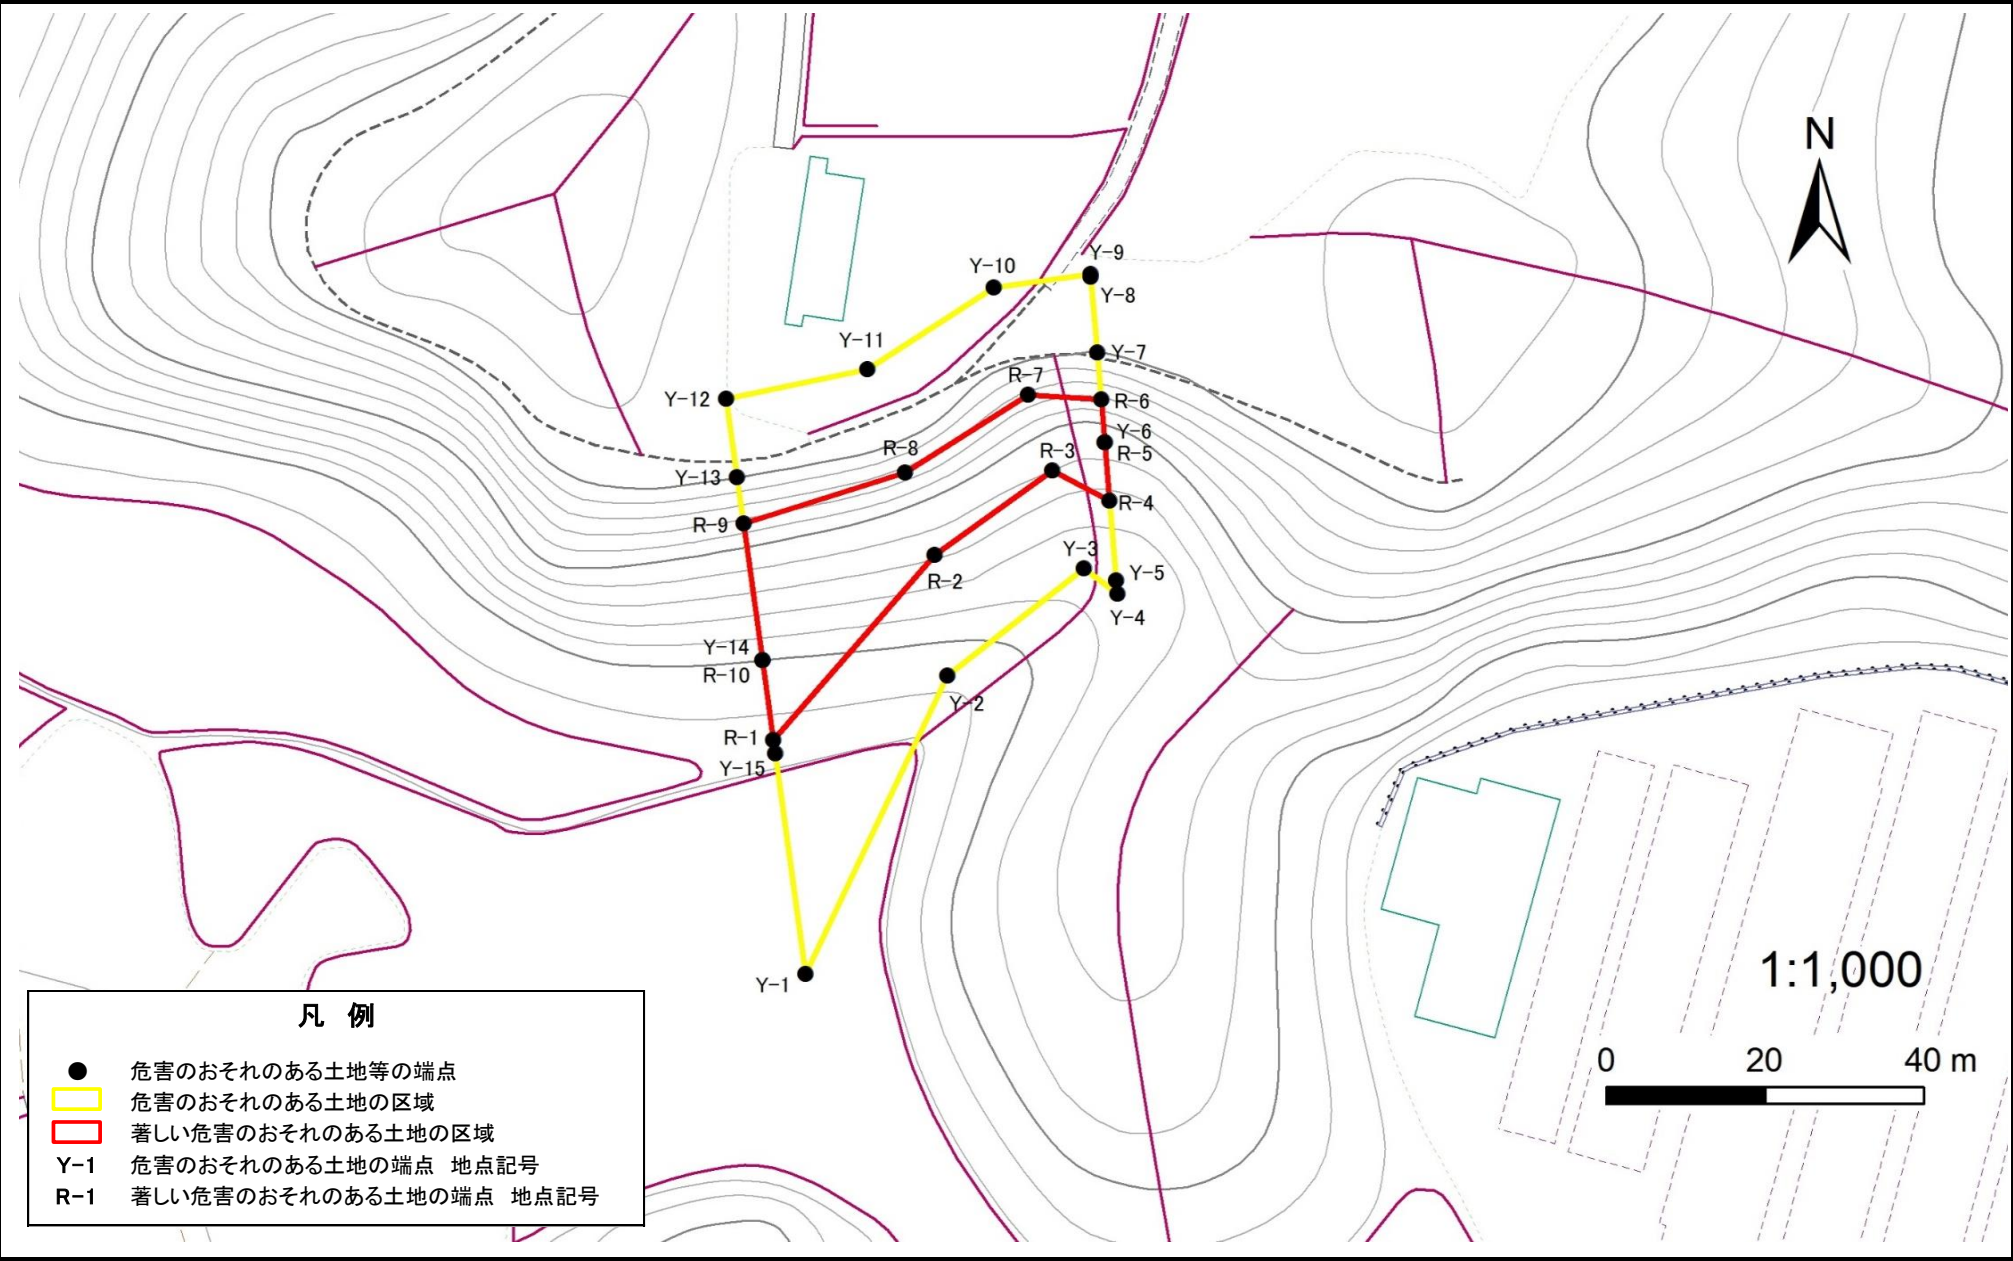 N
Y-9
Y-10
Y-8
Y-11
Y-7
R-7
Y-12
R-6
Y-6
R-8
R-3
R-5
Y-13
R-4
R-9
Y-3
Y-5
R-2
Y-4
Y-14
R-10
Y-2
R-1
Y-15
Y-1
1:1,000
0 20 40 m
凡 例
危害のおそれのある土地等の端点
危害のおそれのある土地の区域
著しい危害のおそれのある土地の区域
Y-1 危害のおそれのある土地の端点 地点記号
R-1 著しい危害のおそれのある土地の端点 地点記号